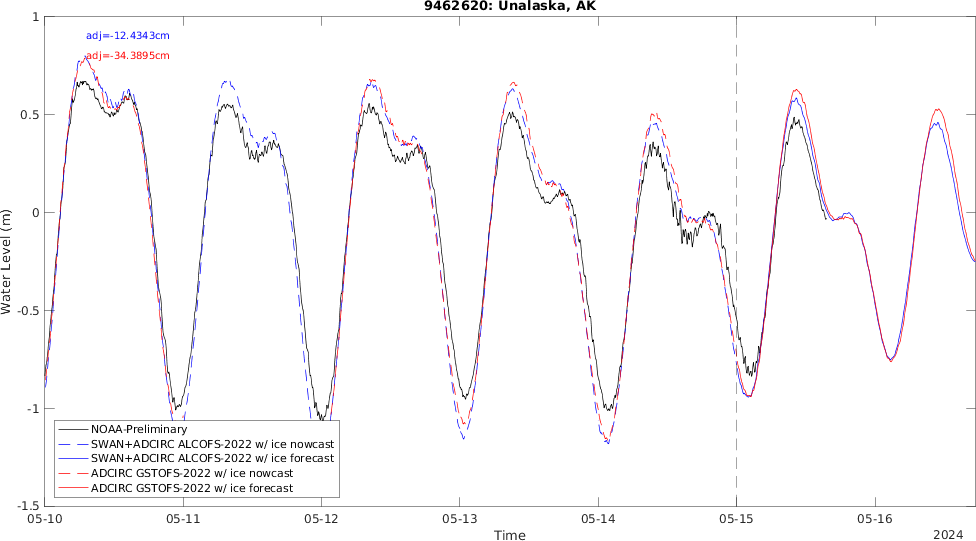 9462620: Unalaska, AK
1
adj=-12.4343cm
adj=-34.3895cm
0.5
0
-0.5
-1
-1.5
Water Level (m)
NOAA-Preliminary
SWAN+ADCIRC ALCOFS-2022 w/ ice nowcast
SWAN+ADCIRC ALCOFS-2022 w/ ice forecast
ADCIRC GSTOFS-2022 w/ ice nowcast
ADCIRC GSTOFS-2022 w/ ice forecast
05-10 05-11 05-12 05-13 05-14 05-15 05-16
Time
2024